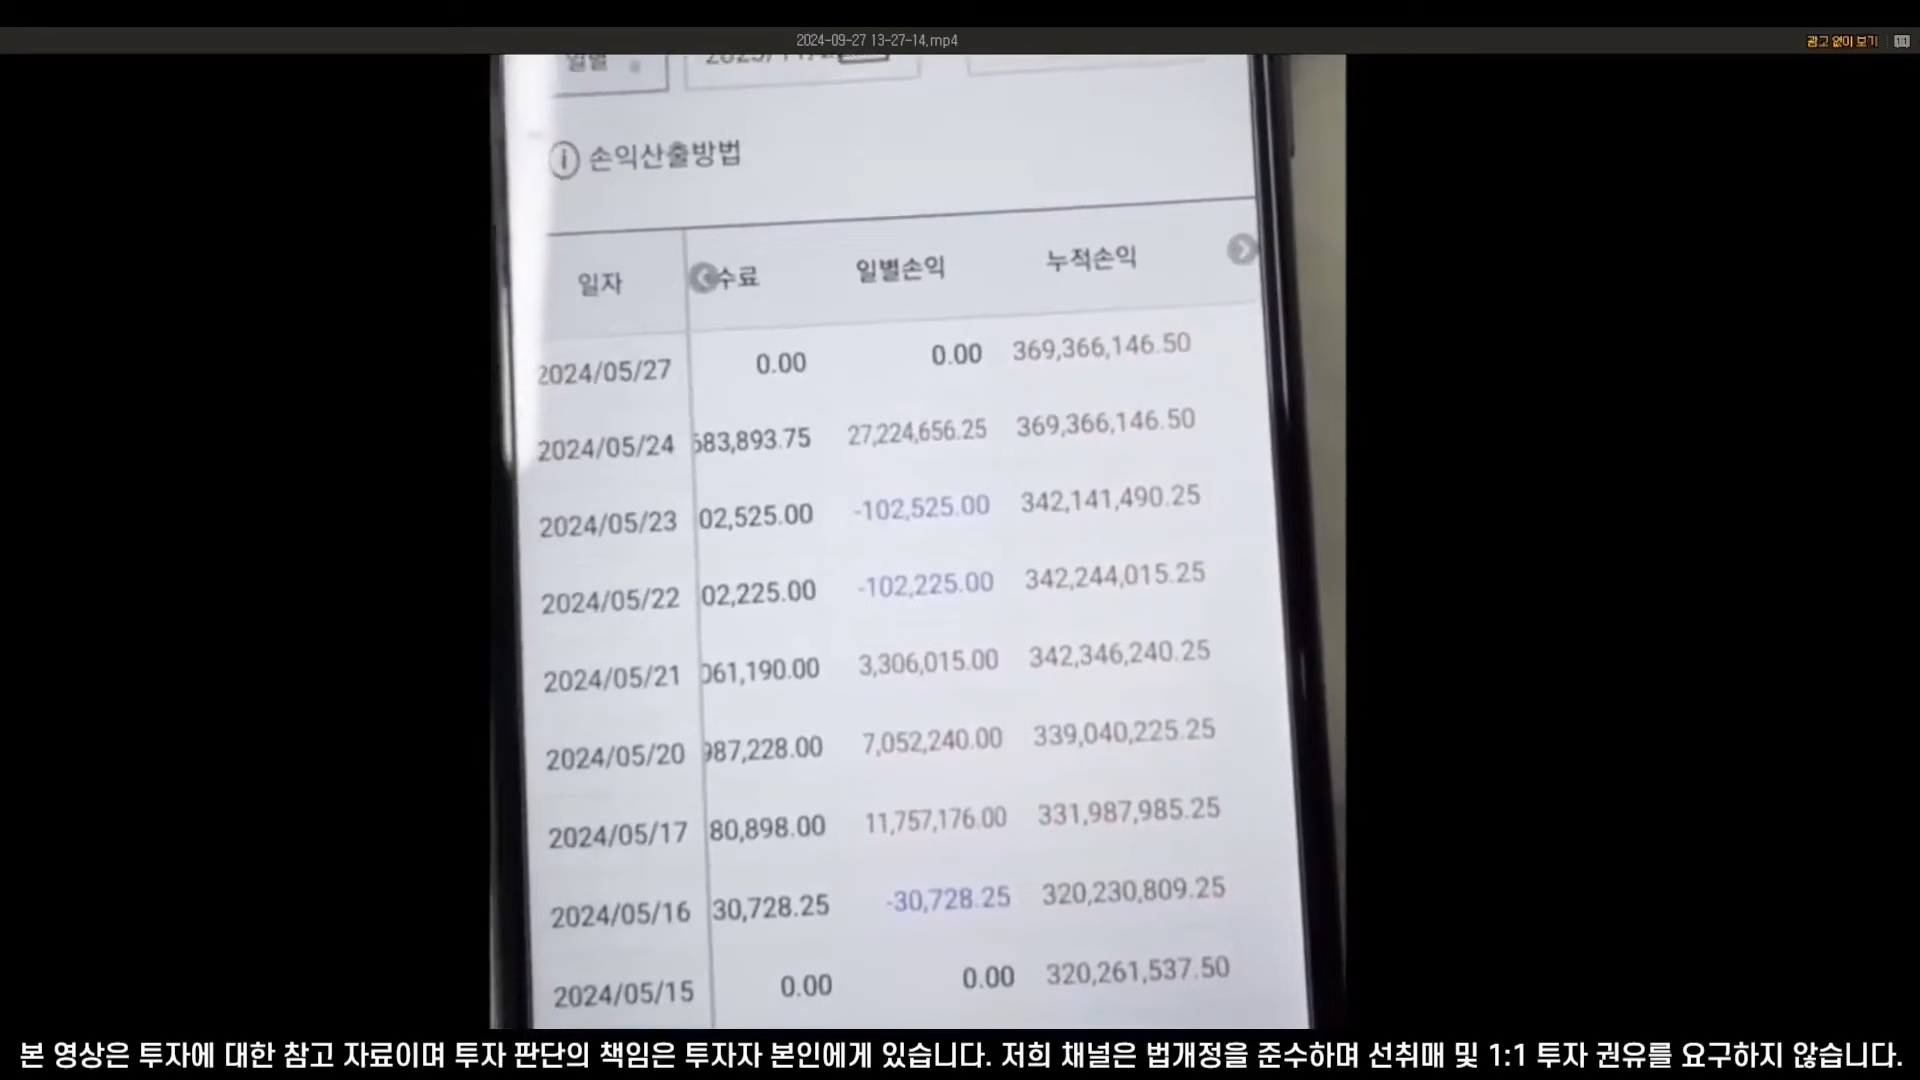 2024-09-27 13-27-14.mp4
광고 없이 보기
일별
손익산출방법
일자 수료 일별손익 누적손익
2024/05/27 0.00 0.00 369,366,146.50
2024/05/24 683,893.75 27,224,656.25 369,366,146.50
2024/05/23 02,525.00 -102,525.00 342,141,490.25
2024/05/22 02,225.00 -102,225.00 342,244,015.25
2024/05/21 061,190.00 3,306,015.00 342,346,240.25
2024/05/20 987,228.00 7,052,240.00 339,040,225.25
2024/05/17 80,898.00 11,757,176.00 331,987,985.25
2024/05/16 30,728.25 -30,728.25 320,230,809.25
2024/05/15 0.00 0.00 320,261,537.50
본 영상은 투자에 대한 참고 자료이며 투자 판단의 책임은 투자자 본인에게 있습니다. 저희 채널은 법개정을 준수하며 선취매 및 1:1 투자 권유를 요구하지 않습니다.